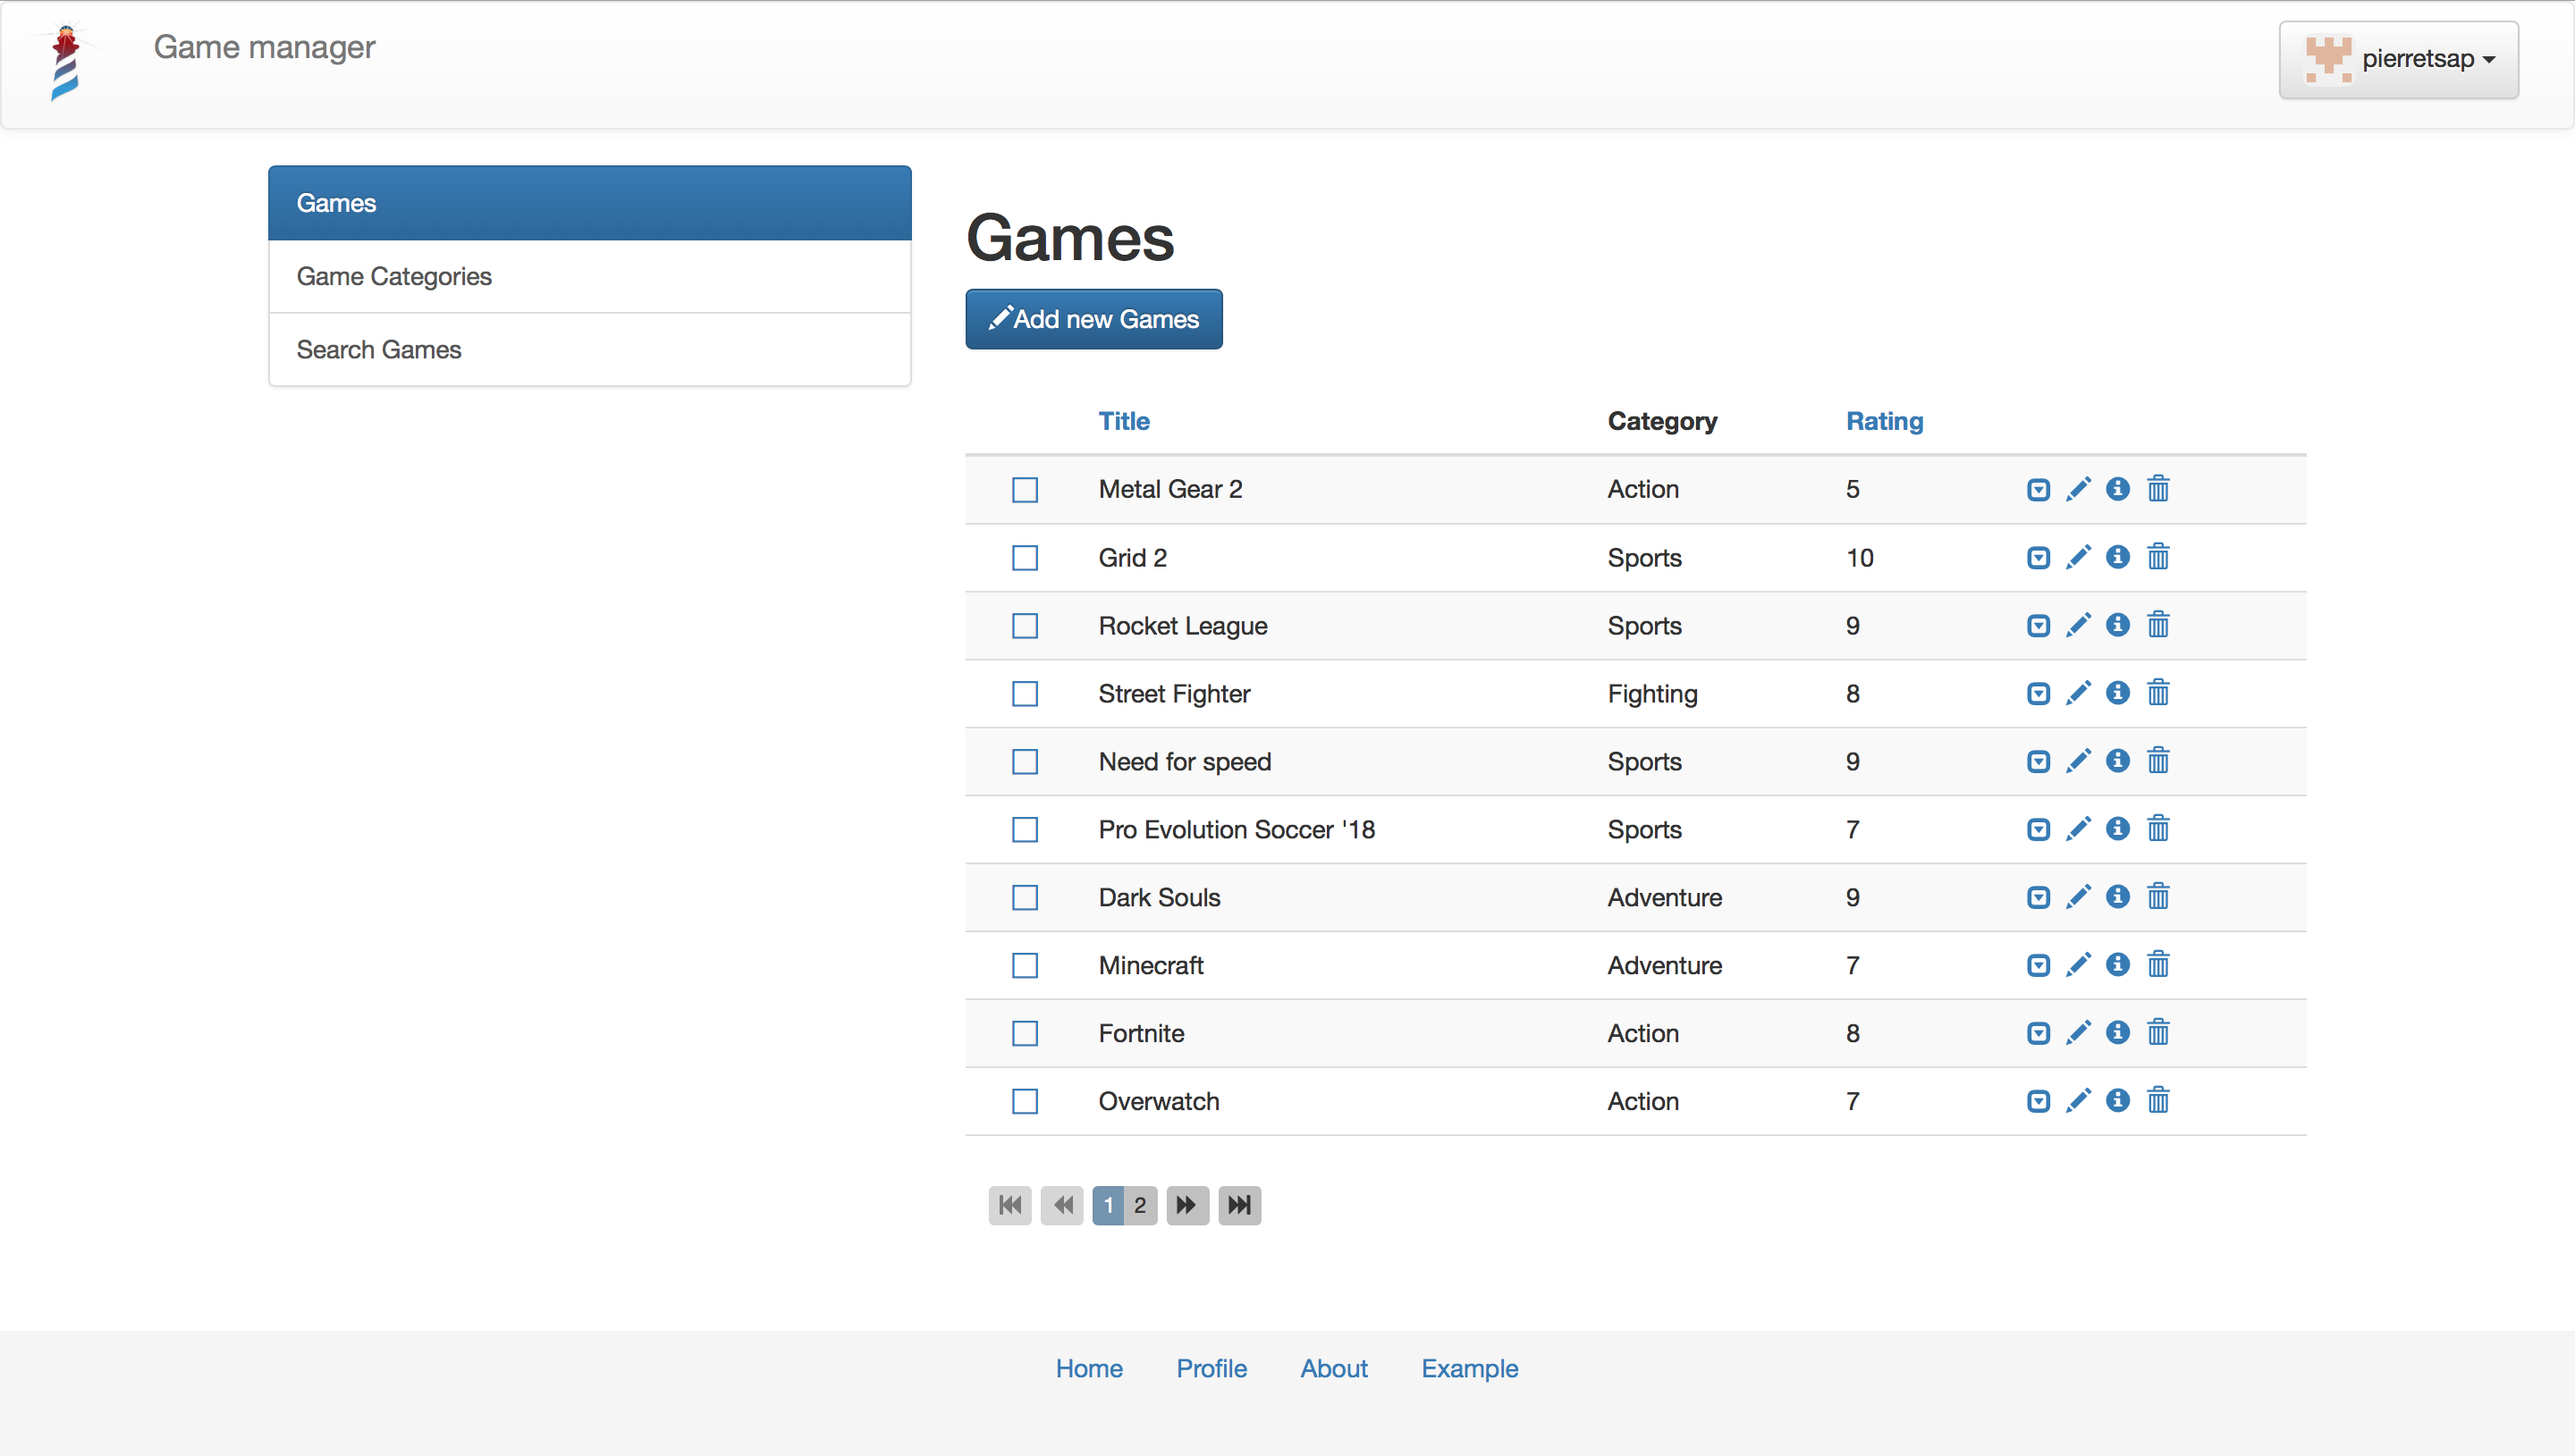 Game manager
pierretsap
Games
Game Categories
Search Games
Games
Add new Games
Title Category Rating
Metal Gear 2 Action 5
Grid 2 Sports 10
Rocket League Sports 9
Street Fighter Fighting 8
Need for speed Sports 9
Pro Evolution Soccer '18 Sports 7
Dark Souls Adventure 9
Minecraft Adventure 7
Fortnite Action 8
Overwatch Action 7
1 2
Home Profile About Example